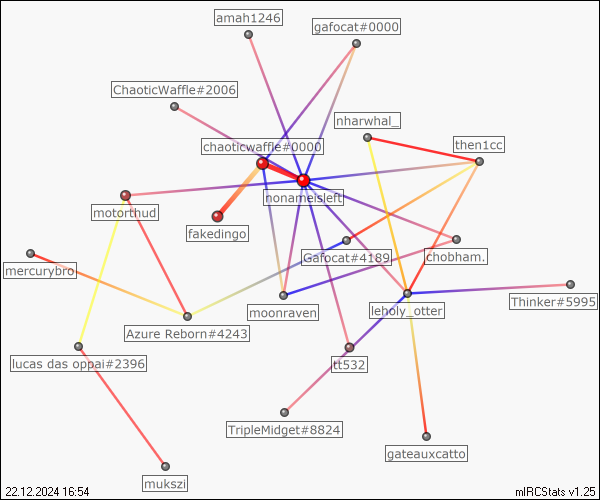 amah1246
gafocat#0000
ChaoticWaffle#2006
nharwhal_
chaoticwaffle#0000
then1cc
nonameisleft
motorthud
fakedingo
Gafocat#4189
chobham.
mercurybro
moonraven
leholy_otter
Thinker#5995
Azure Reborn#4243
lucas das oppai#2396
tt532
TripleMidget#8824
gateauxcatto
mukszi
22.12.2024 16:54
mIRCStats v1.25